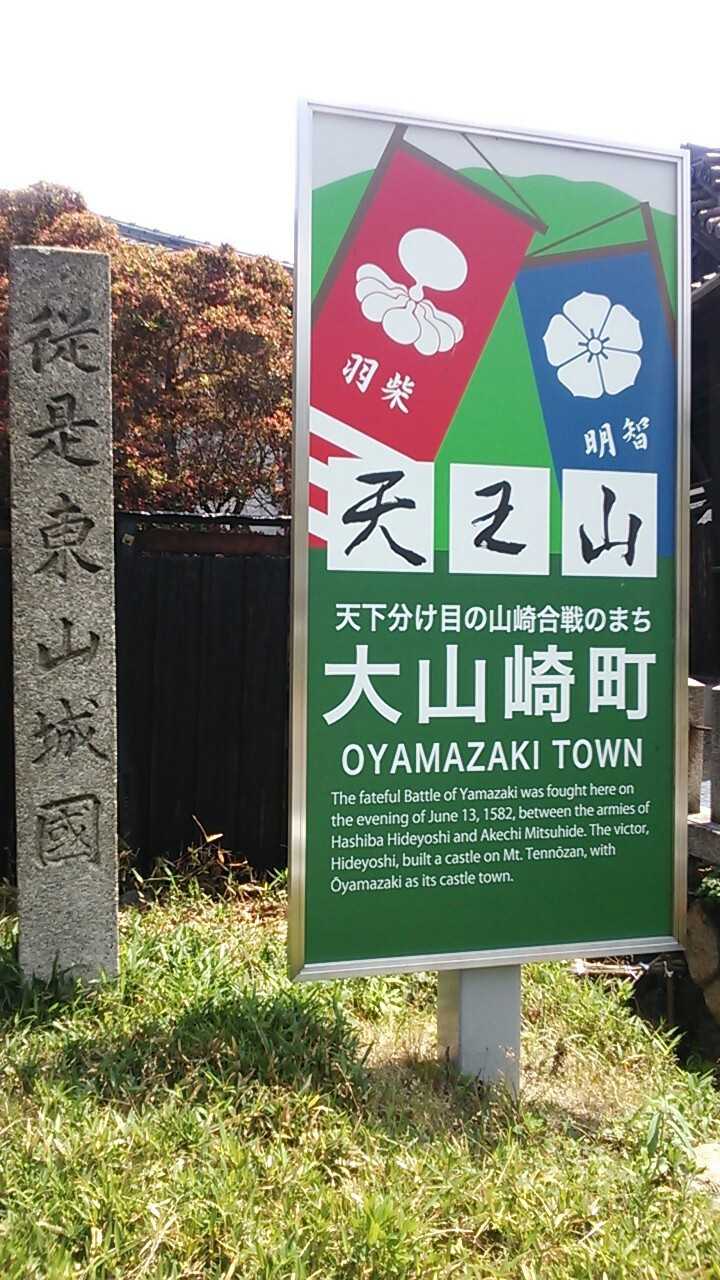 從是東山城國
羽柴
明智
天王山
天下分け目の山崎合戦のまち
大山崎町
OYAMAZAKI TOWN
The fateful Battle of Yamazaki was fought here on
the evening of June 13, 1582, between the armies of
Hashiba Hideyoshi and Akechi Mitsuhide. The victor,
Hideyoshi, built a castle on Mt. Tennōzan, with
Ōyamazaki as its castle town.